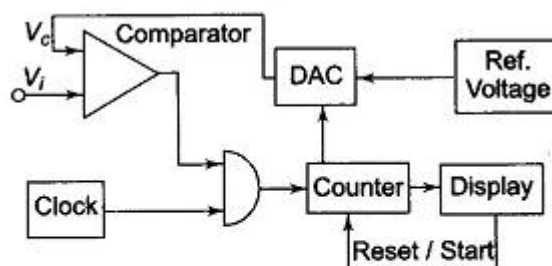 Vc
Comparator
Vi
DAC
Ref.
Voltage
Clock
Counter
Display
Reset / Start